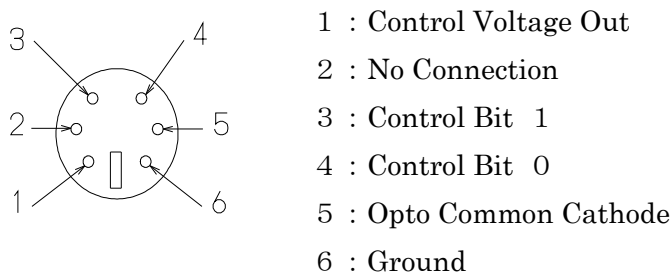 3
4
2
5
1
6
1 : Control Voltage Out
2 : No Connection
3 : Control Bit 1
4 : Control Bit 0
5 : Opto Common Cathode
6 : Ground